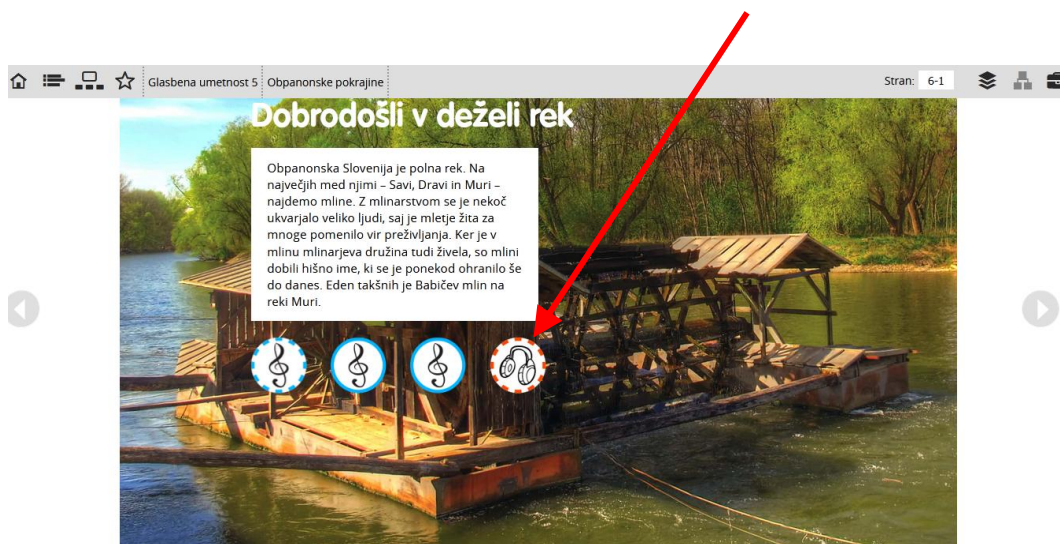 Glasbena umetnost 5 Obpanonske pokrajine Stran: 6-1
Dobrodošli v deželi rek
Obpanonska Slovenija je polna rek. Na
največjih med njimi – Savi, Dravi in Muri –
najdemo mline. Z mlinarstvom se je nekoč
ukvarjalo veliko ljudi, saj je mletje žita za
mnoge pomenilo vir preživljanja. Ker je v
mlinu mlinarjeva družina tudi živela, so mlini
dobili hišno ime, ki se je ponekod ohranilo še
do danes. Eden takšnih je Babičev mlin na
reki Muri.